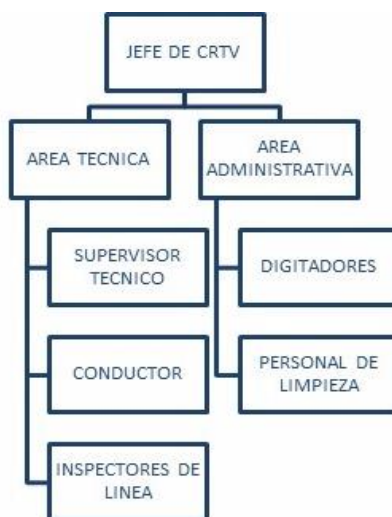 JEFE DE CRTV
AREA TECNICA
AREA
ADMINISTRATIVA
SUPERVISOR
TECNICO
DIGITADORES
CONDUCTOR
PERSONAL DE
LIMPIEZA
INSPECTORES DE
LINEA